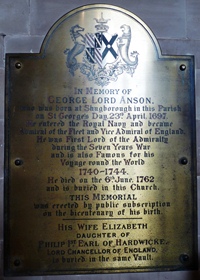 IN MEMORY OF
GEORGE LORD ANSON.
Who was born at Shugborough in this Parish
on St Georges Day 23rd April 1697.
He entered the Royal Navy and became
Admiral of the Fleet and Vice Admiral of England.
He was First Lord of the Admiralty
during the Seven Years War
and is also Famous for his
Voyage round the World
1740-1744.
He died on the 6th June, 1762
and is buried in this Church.
THIS MEMORIAL
was erected by public subscription
on the bicentenary of his birth.
HIS WIFE ELIZABETH
DAUGHTER OF
PHILIP 1st EARL OF HARDWICKE,
LORD CHANCELLOR OF ENGLAND,
is buried in the same Vault.